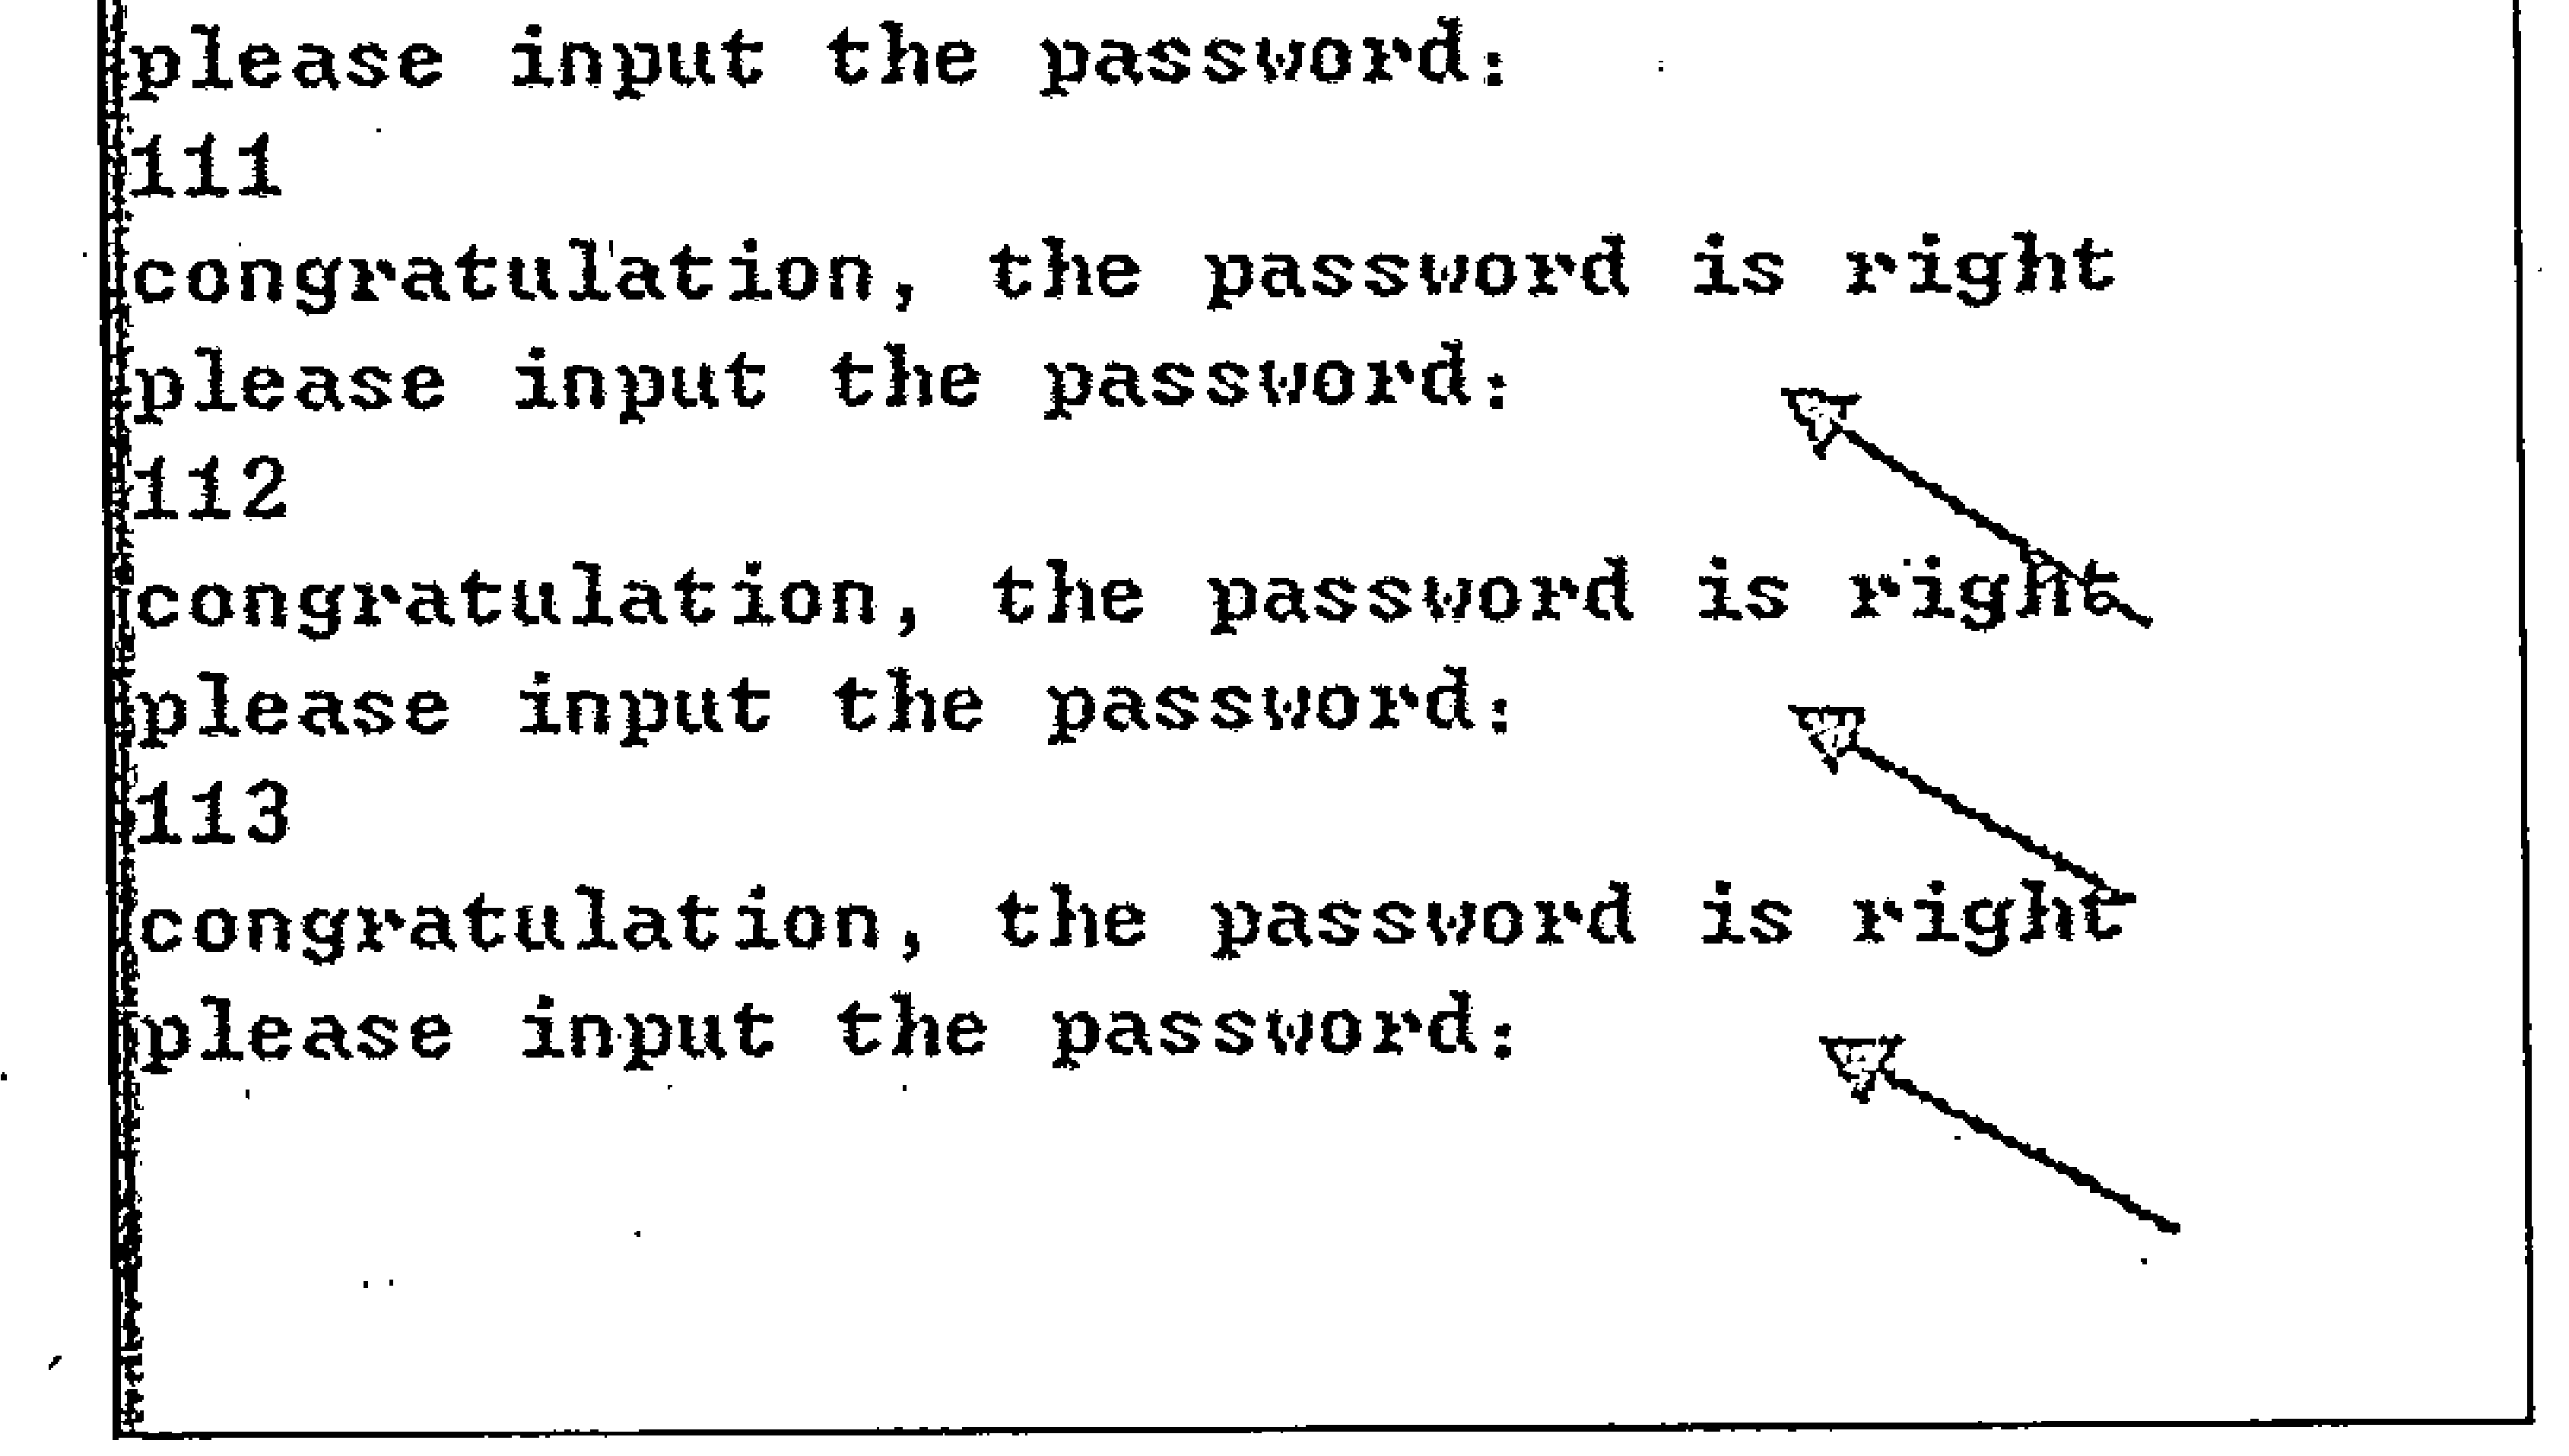 please input the password:
111
congratulation, the password is right
please input the password:
112
congratulation, the password is right
please input the password:
113
congratulation, the password is right
please input the password: